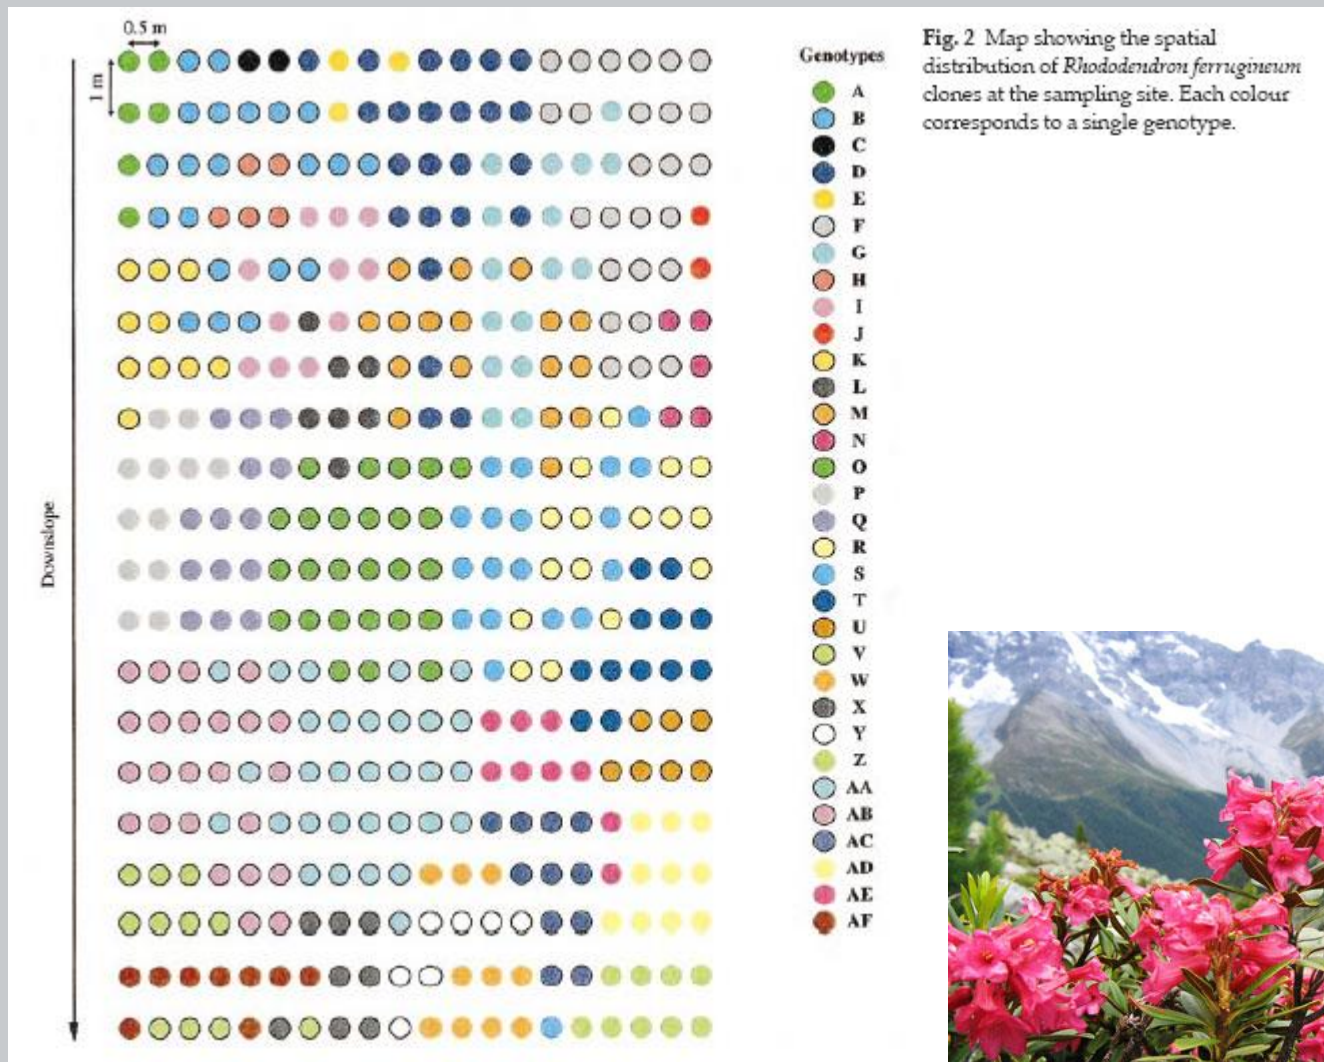 0.5 m
1 m
Downslope
Genotypes
A
B
C
D
E
F
G
H
I
J
K
L
M
N
O
P
Q
R
S
T
U
V
W
X
Y
Z
AA
AB
AC
AD
AE
AF
Fig. 2 Map showing the spatial
distribution of Rhododendron ferrugineum
clones at the sampling site. Each colour
corresponds to a single genotype.